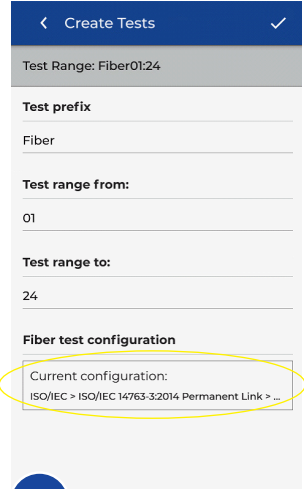 Create Tests
Test Range: Fiber01:24
Test prefix
Fiber
Test range from:
01
Test range to:
24
Fiber test configuration
Current configuration:
ISO/IEC > ISO/IEC 14763-3:2014 Permanent Link > ...